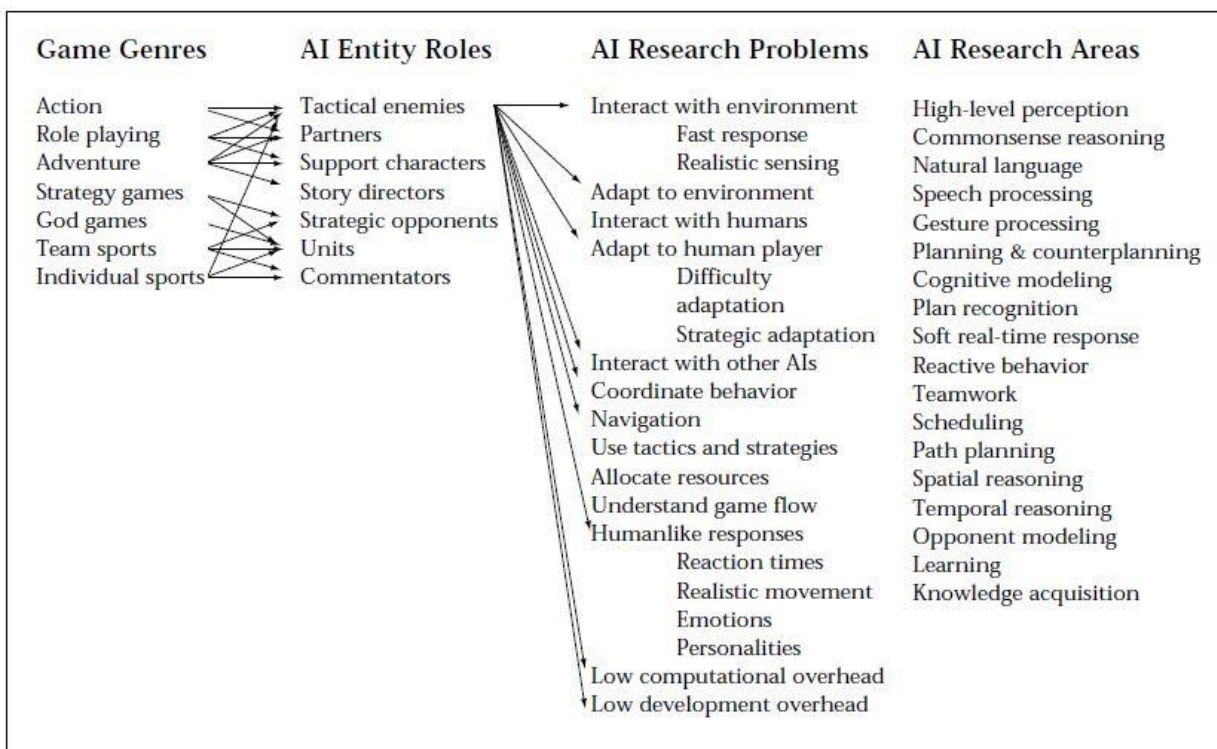 Game Genres
Action
Role playing
Adventure
Strategy games
God games
Team sports
Individual sports
AI Entity Roles
Tactical enemies
Partners
Support characters
Story directors
Strategic opponents
Units
Commentators
AI Research Problems
Interact with environment
Fast response
Realistic sensing
Adapt to environment
Interact with humans
Adapt to human player
Difficulty
adaptation
Strategic adaptation
Interact with other AIs
Coordinate behavior
Navigation
Use tactics and strategies
Allocate resources
Understand game flow
Humanlike responses
Reaction times
Realistic movement
Emotions
Personalities
Low computational overhead
Low development overhead
AI Research Areas
High-level perception
Commonsense reasoning
Natural language
Speech processing
Gesture processing
Planning & counterplanning
Cognitive modeling
Plan recognition
Soft real-time response
Reactive behavior
Teamwork
Scheduling
Path planning
Spatial reasoning
Temporal reasoning
Opponent modeling
Learning
Knowledge acquisition